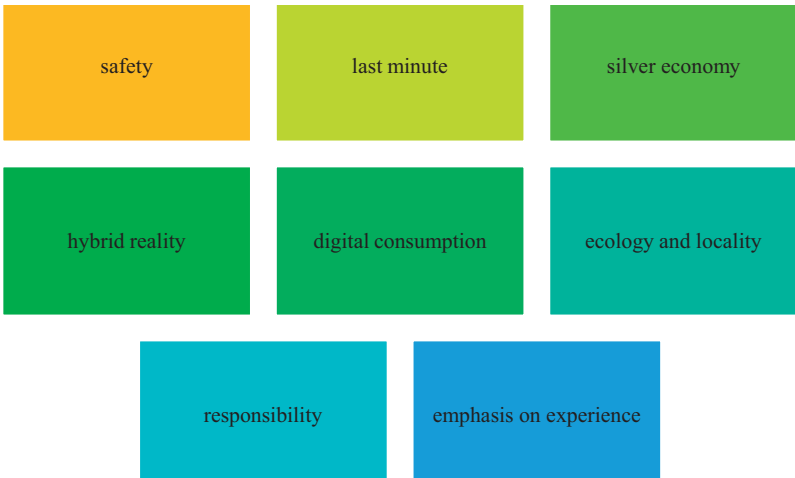 safety
last minute
silver economy
hybrid reality
digital consumption
ecology and locality
responsibility
emphasis on experience